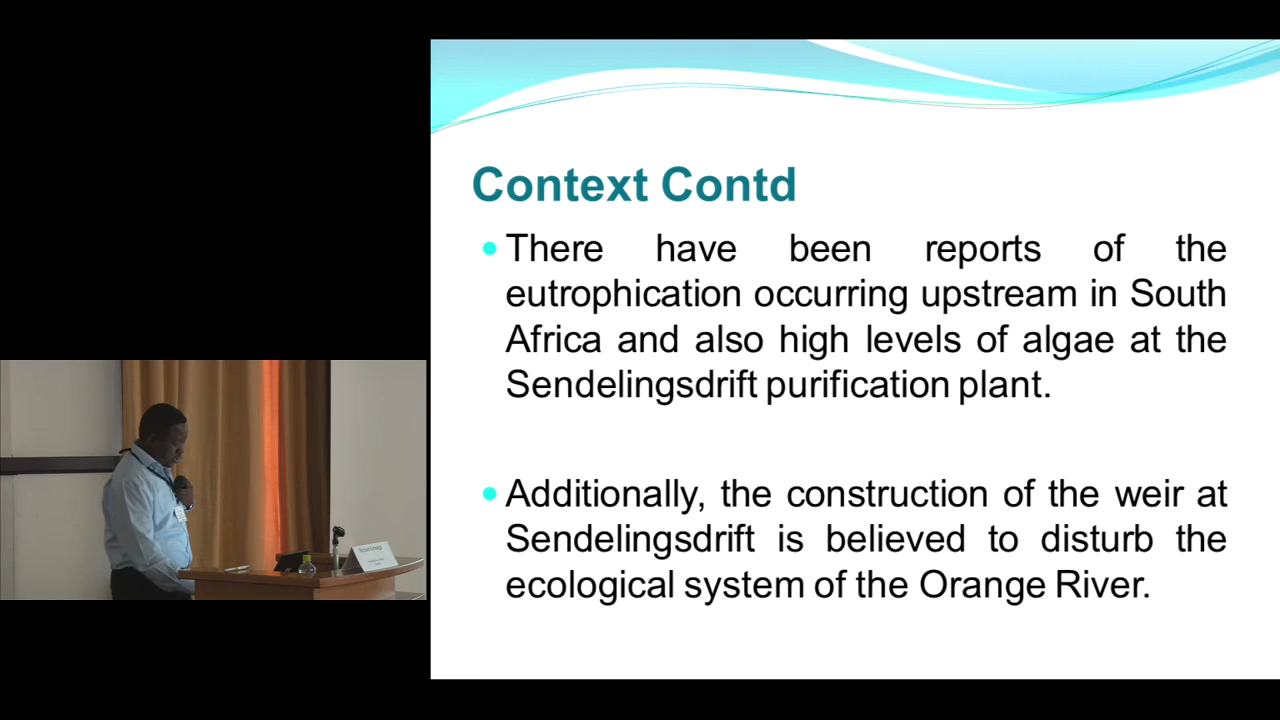 Context Contd
There have been reports of the
eutrophication occurring upstream in South
Africa and also high levels of algae at the
Sendelingsdrift purification plant.
Additionally, the construction of the weir at
Sendelingsdrift is believed to disturb the
ecological system of the Orange River.